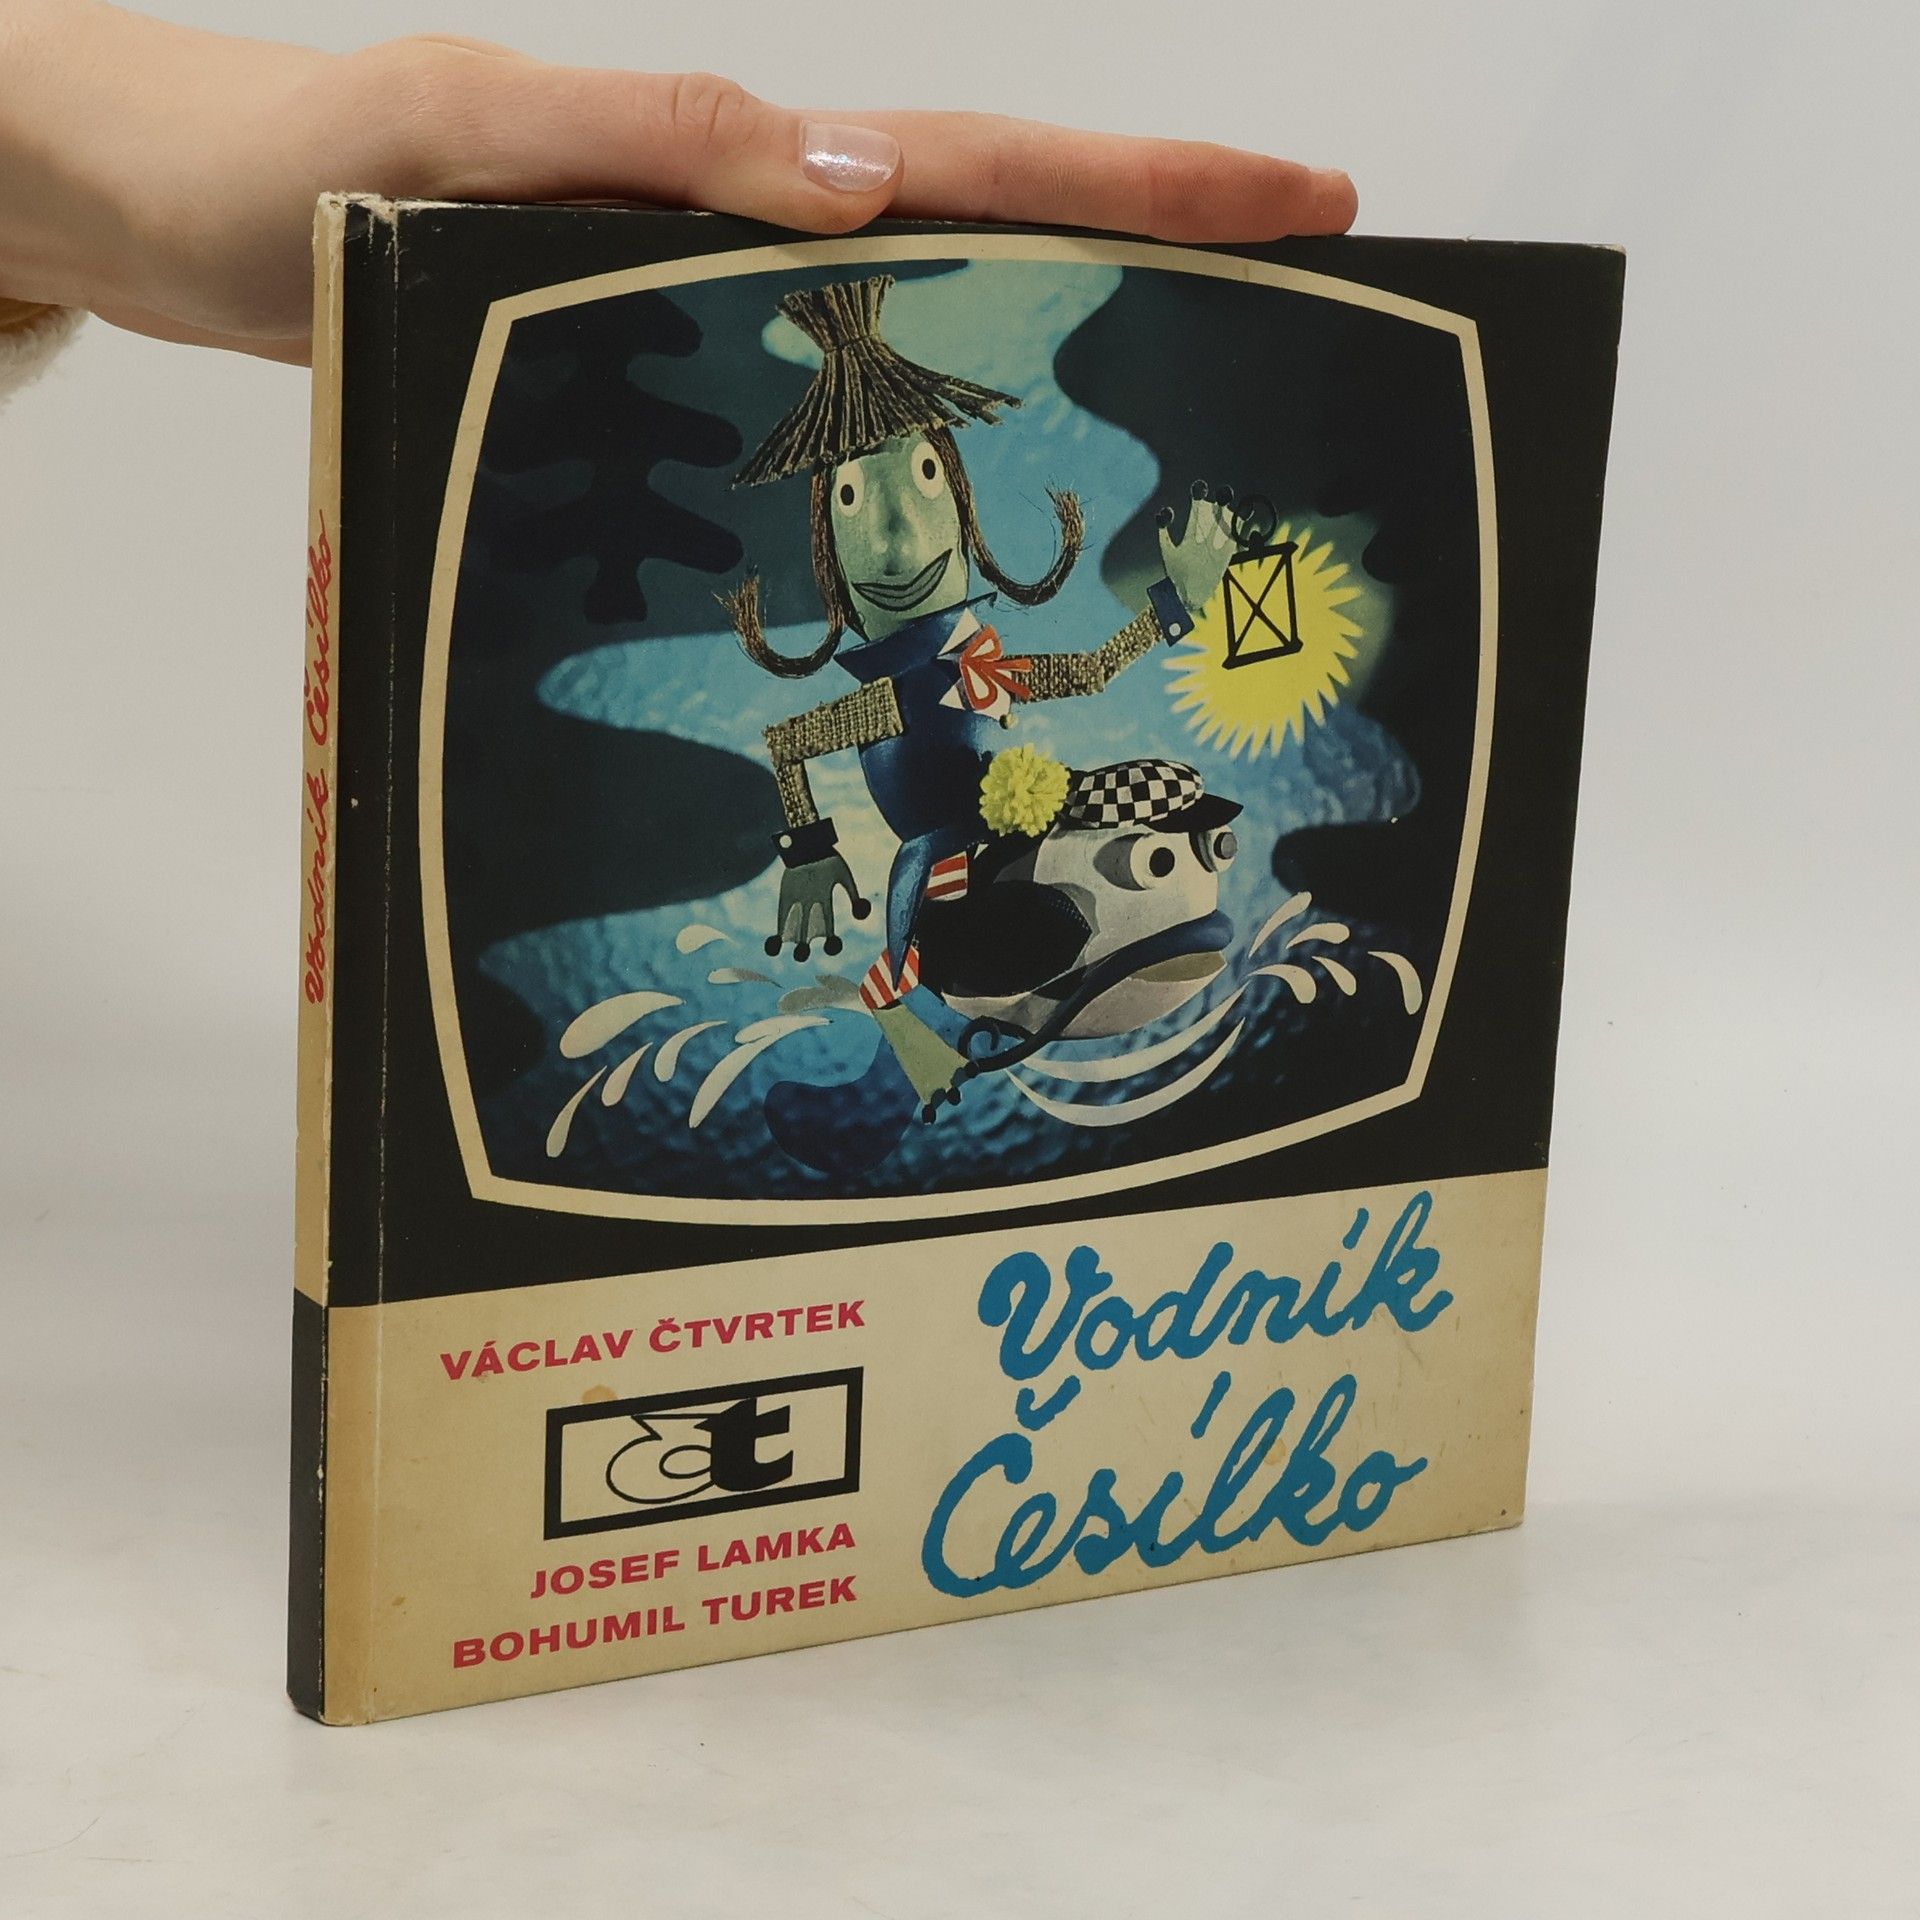 Vodník Česílko
VÁCLAV ČTVRTEK
čt
JOSEF LAMKA
BOHUMIL TUREK
Vodník
Česílko